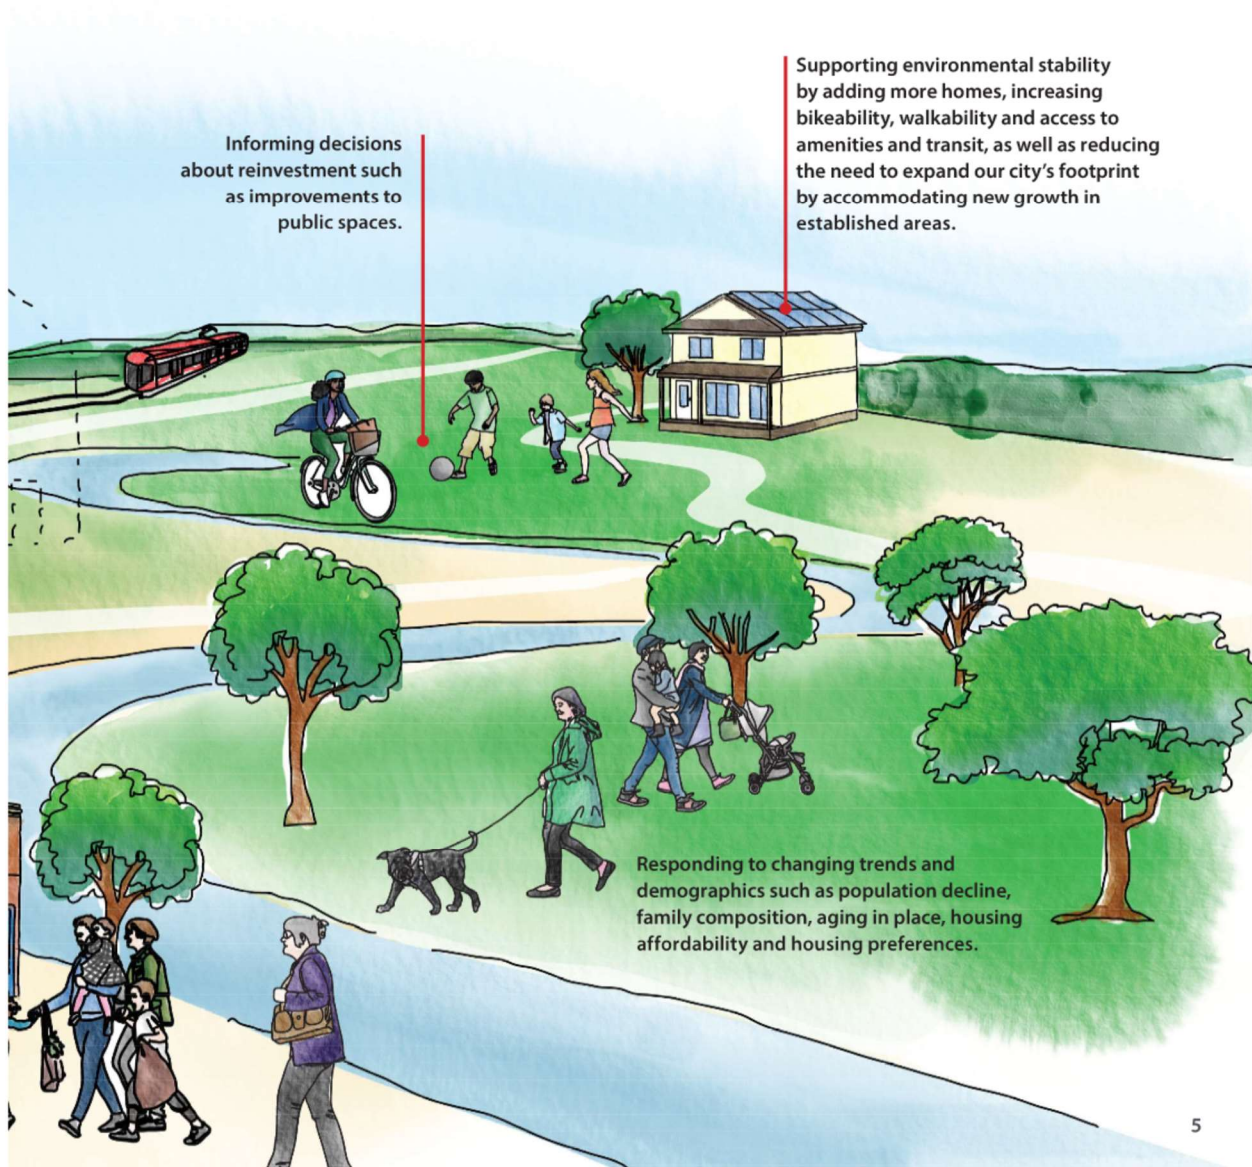 Informing decisions
about reinvestment such
as improvements to
public spaces.
Supporting environmental stability
by adding more homes, increasing
bikeability, walkability and access to
amenities and transit, as well as reducing
the need to expand our city's footprint
by accommodating new growth in
established areas.
Responding to changing trends and
demographics such as population decline,
family composition, aging in place, housing
affordability and housing preferences.
5